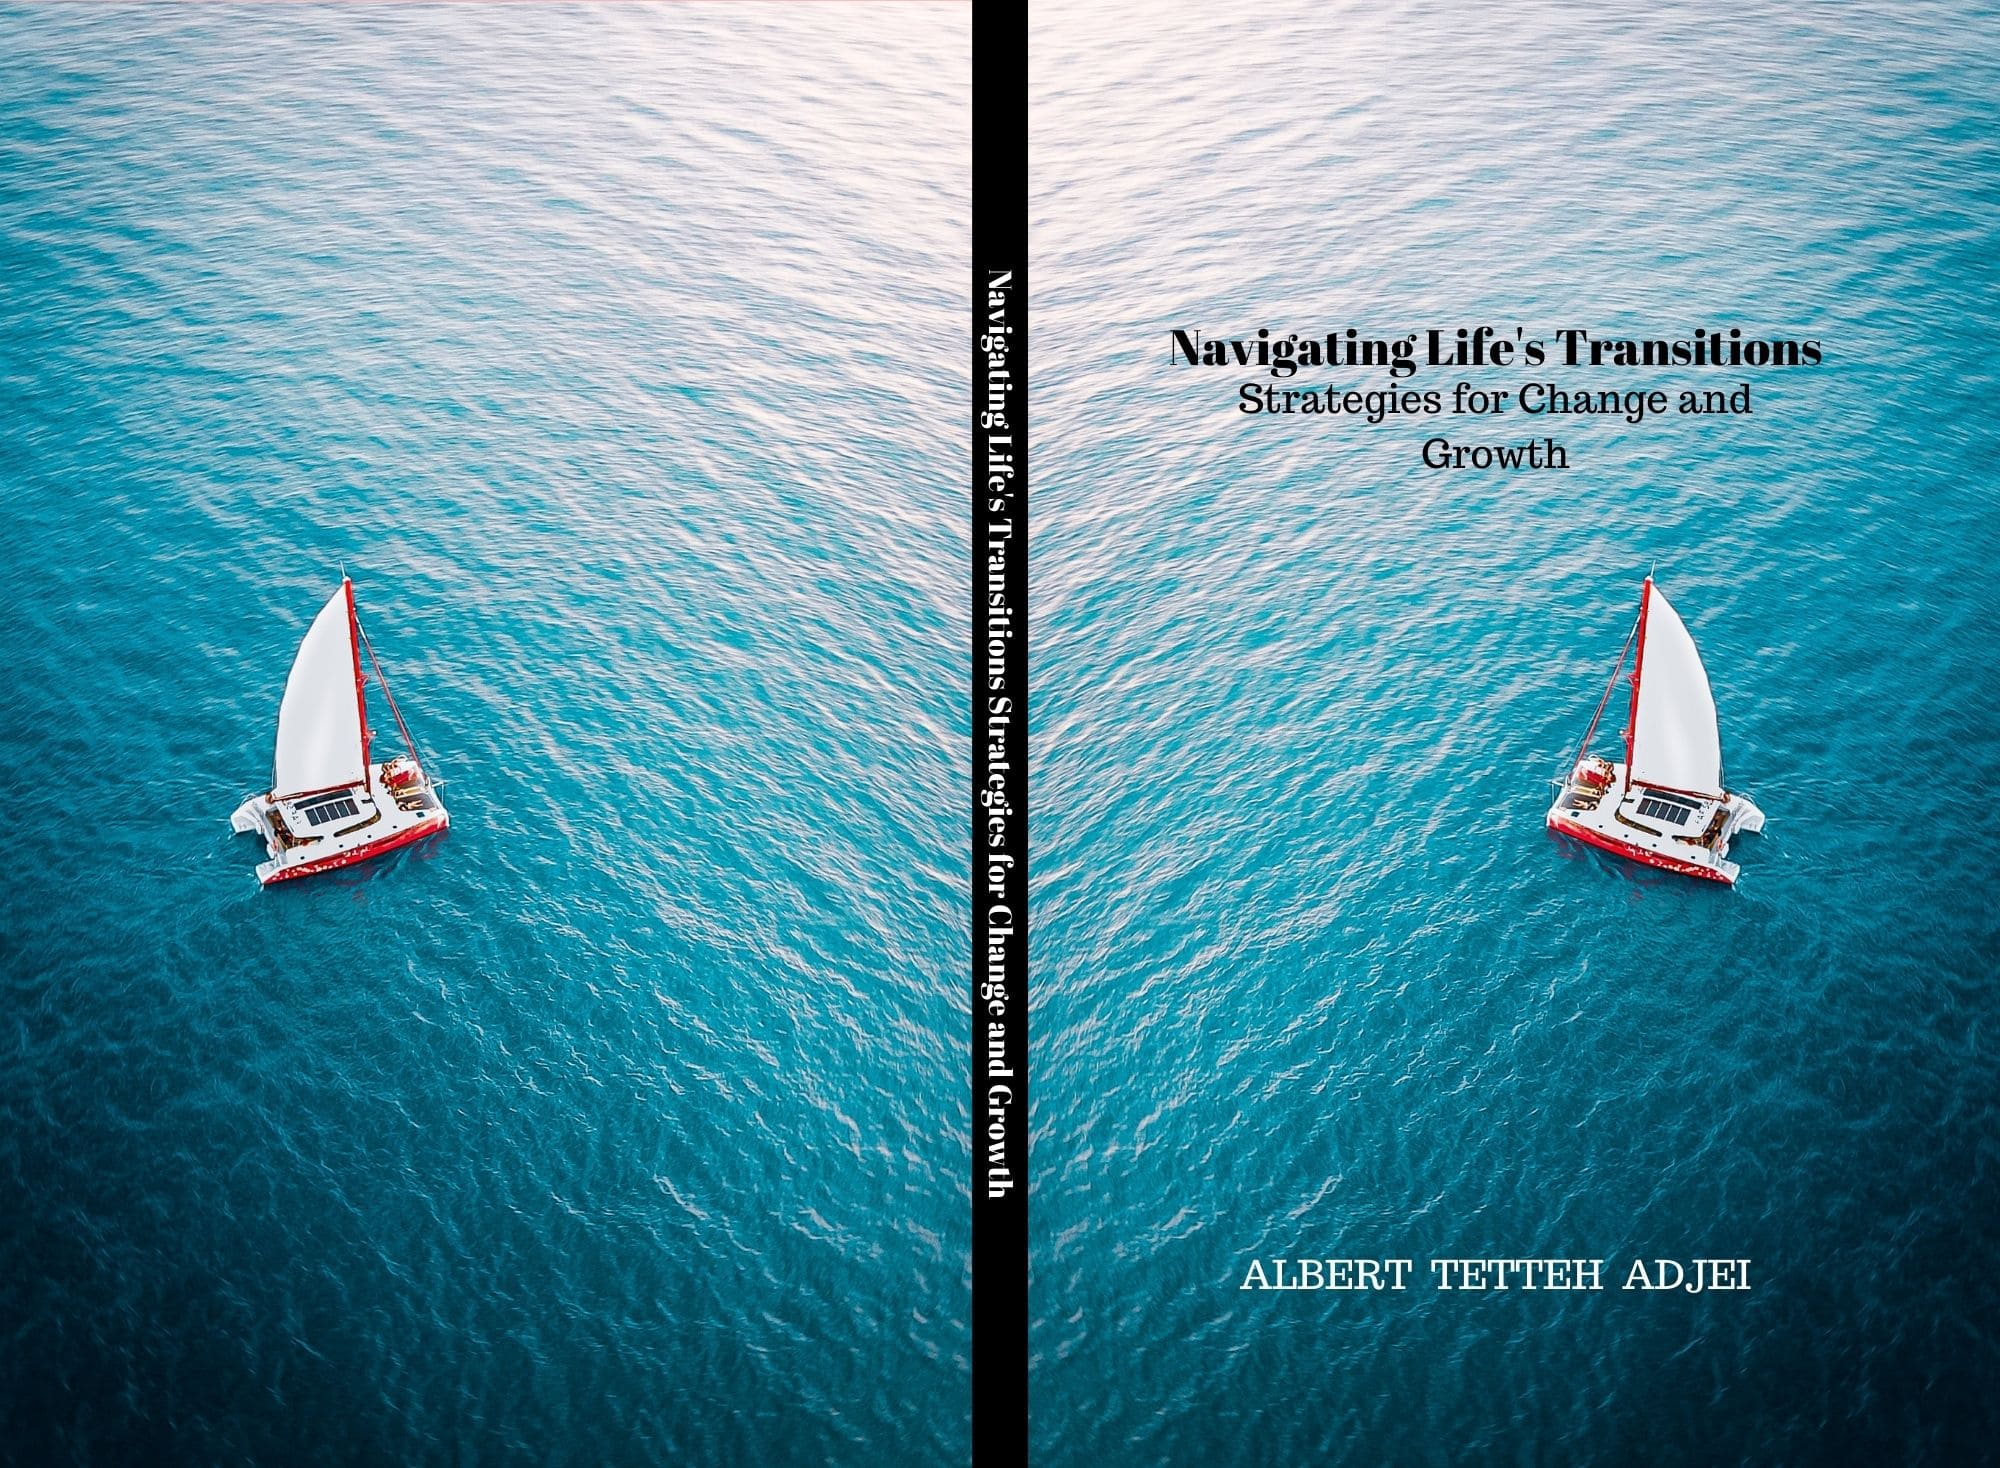 Navigating Life's Transitions Strategies for Change and Growth
Navigating Life's Transitions
Strategies for Change and
Growth
ALBERT TETTEH ADJEI